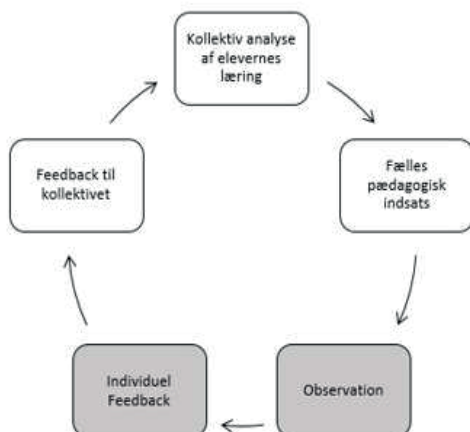 Kollektiv analyse
af elevernes
læring
Fælles
pædagogisk
indsats
Observation
Individuel
Feedback
Feedback til
kollektivet